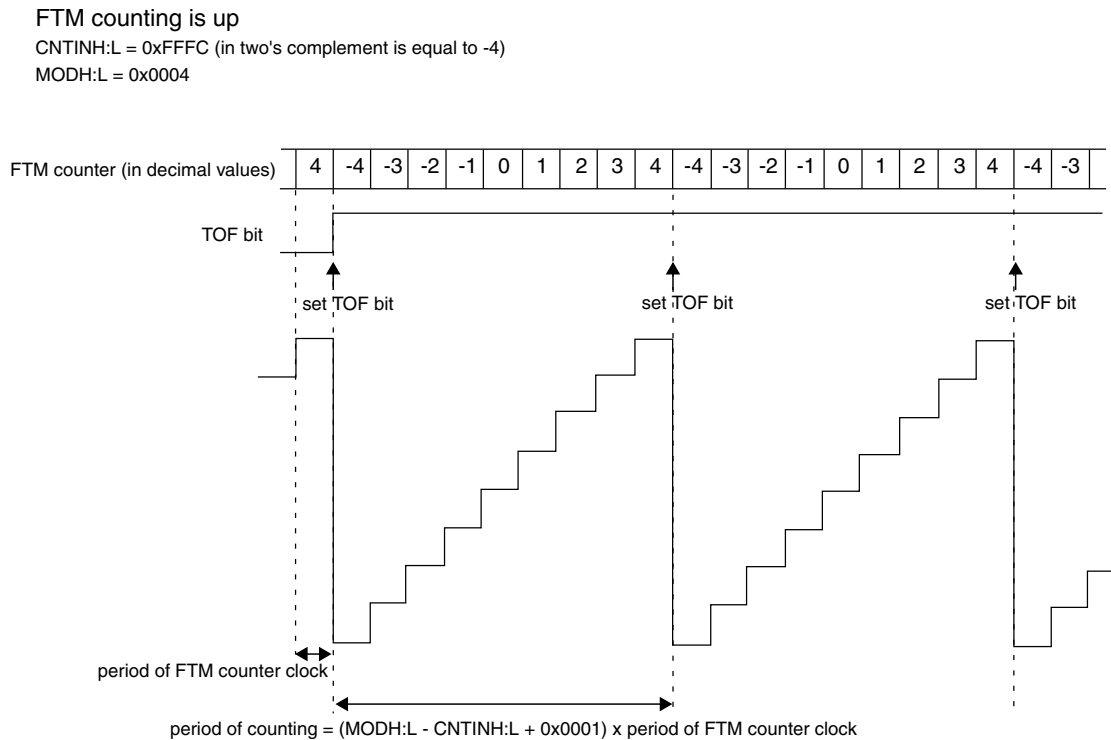 FTM counting is up
CNTINH:L = 0xFFFC (in two's complement is equal to -4)
MODH:L = 0x0004
FTM counter (in decimal values) 4 -4 -3 -2 -1 0 1 2 3 4 -4 -3 -2 -1 0 1 2 3 4 -4 -3
TOF bit
set TOF bit set TOF bit set TOF bit
period of FTM counter clock
period of counting = (MODH:L - CNTINH:L + 0x0001) x period of FTM counter clock